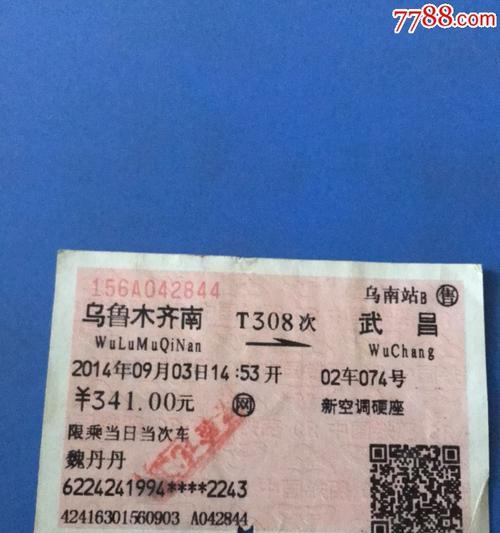 7788.com
156A042844
乌南站B 售
乌鲁木齐南 T308次 武昌
WuLuMuQiNan WuChang
2014年09月03日14:53开 02车074号
¥341.00元 网 新空调硬座
限乘当日当次车
魏丹丹
6224241994****2243
42416301560903 A042844